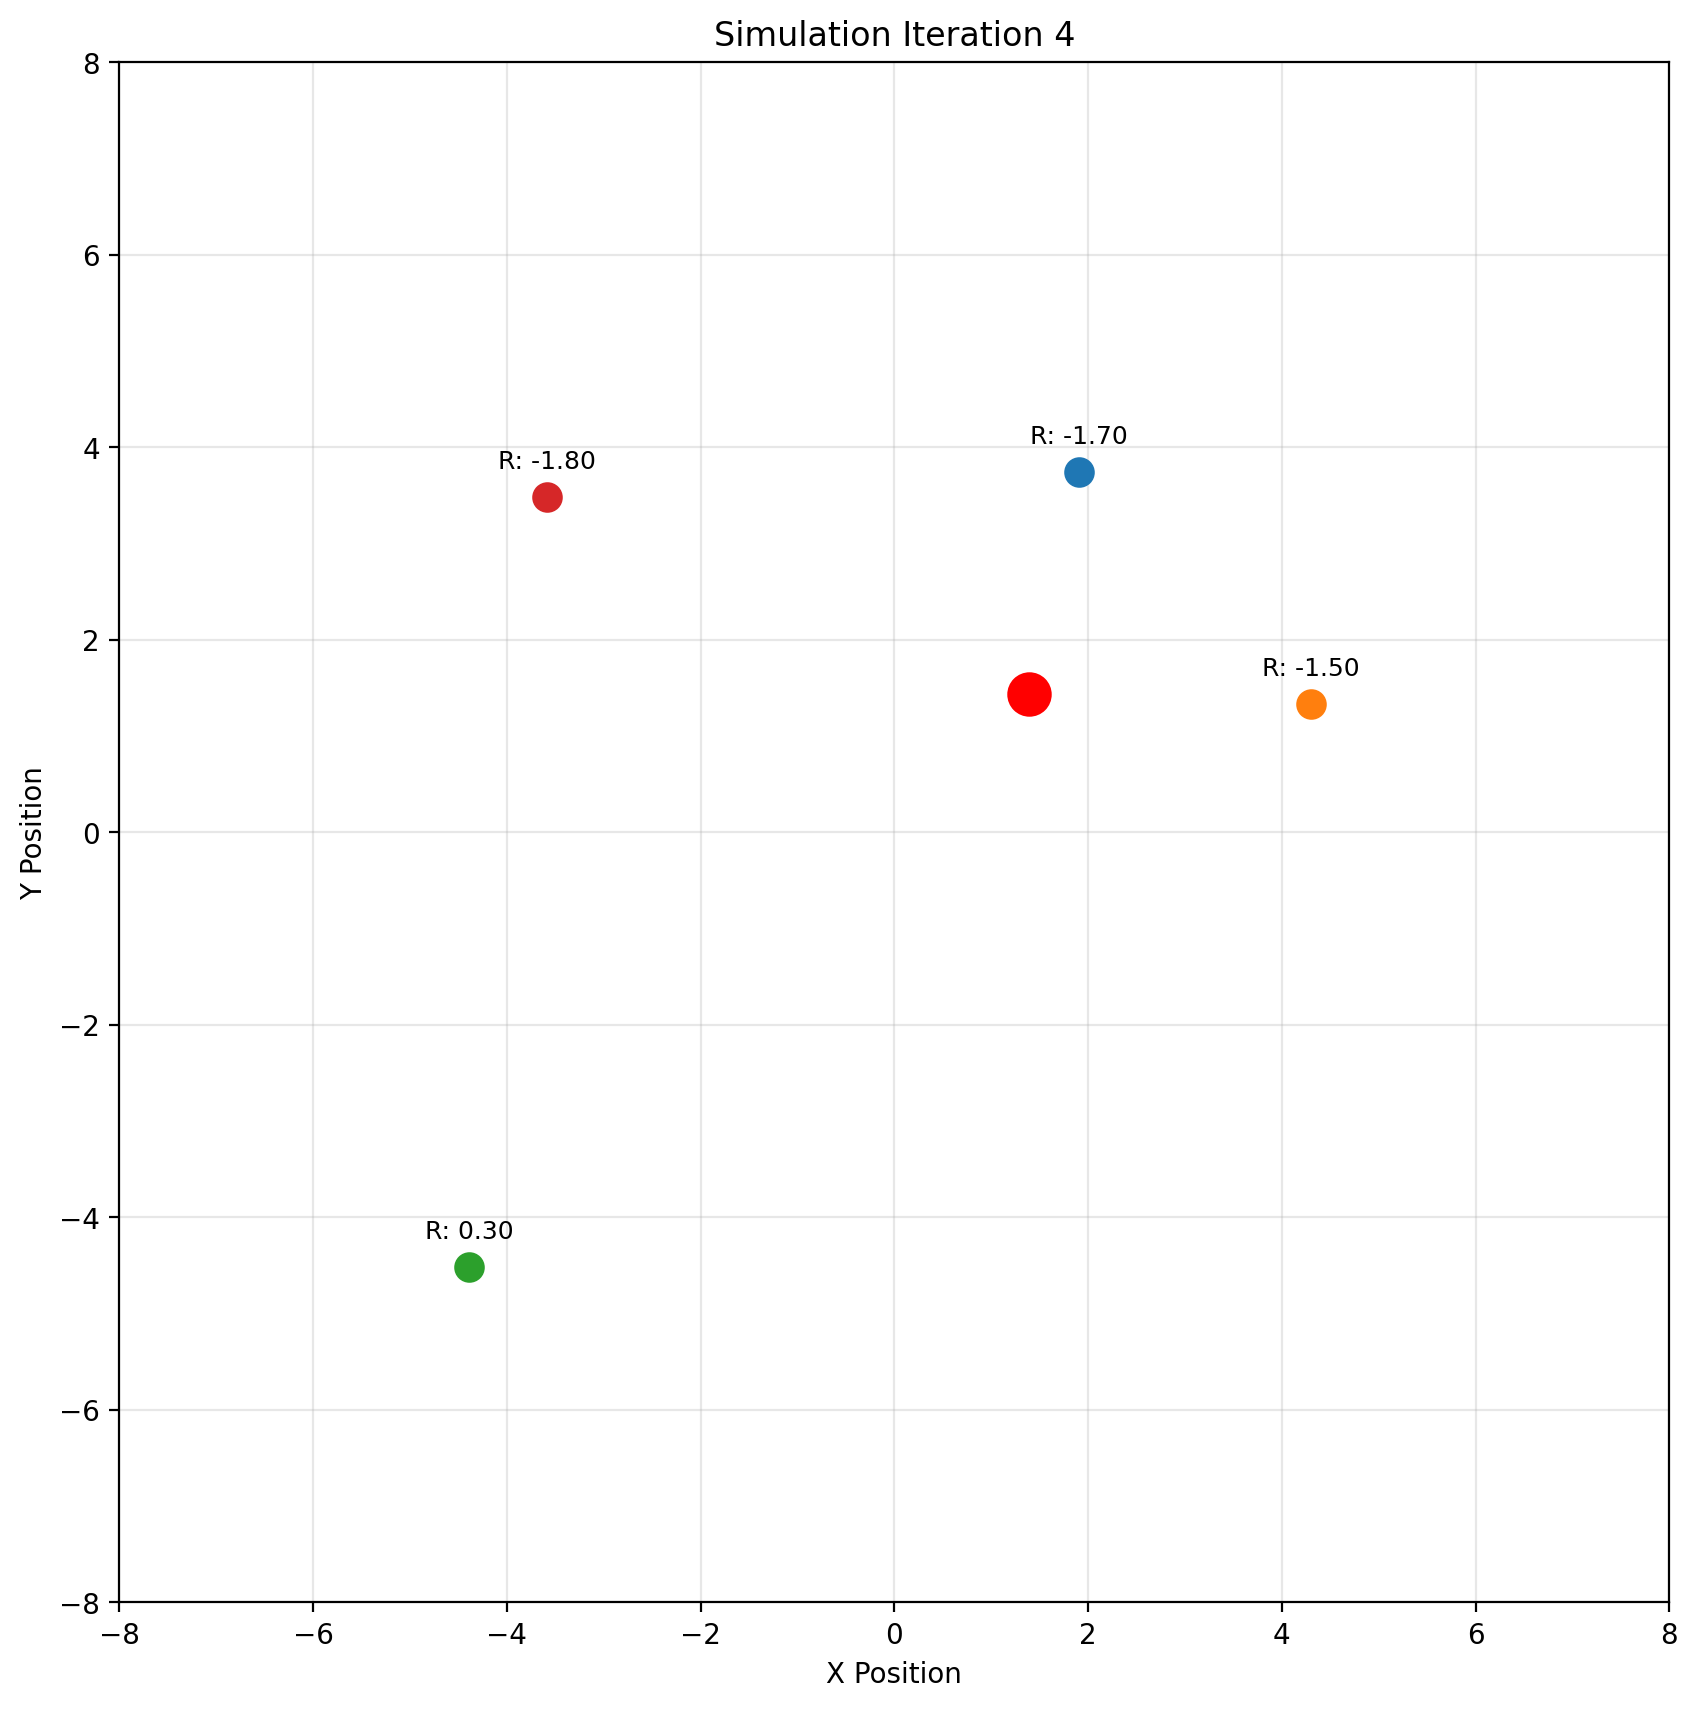 Simulation Iteration 4
8
6
4
2
0
−2
−4
−6
−8
Y Position
R: -1.70
R: -1.80
R: -1.50
R: 0.30
−8 −6 −4 −2 0 2 4 6 8
X Position